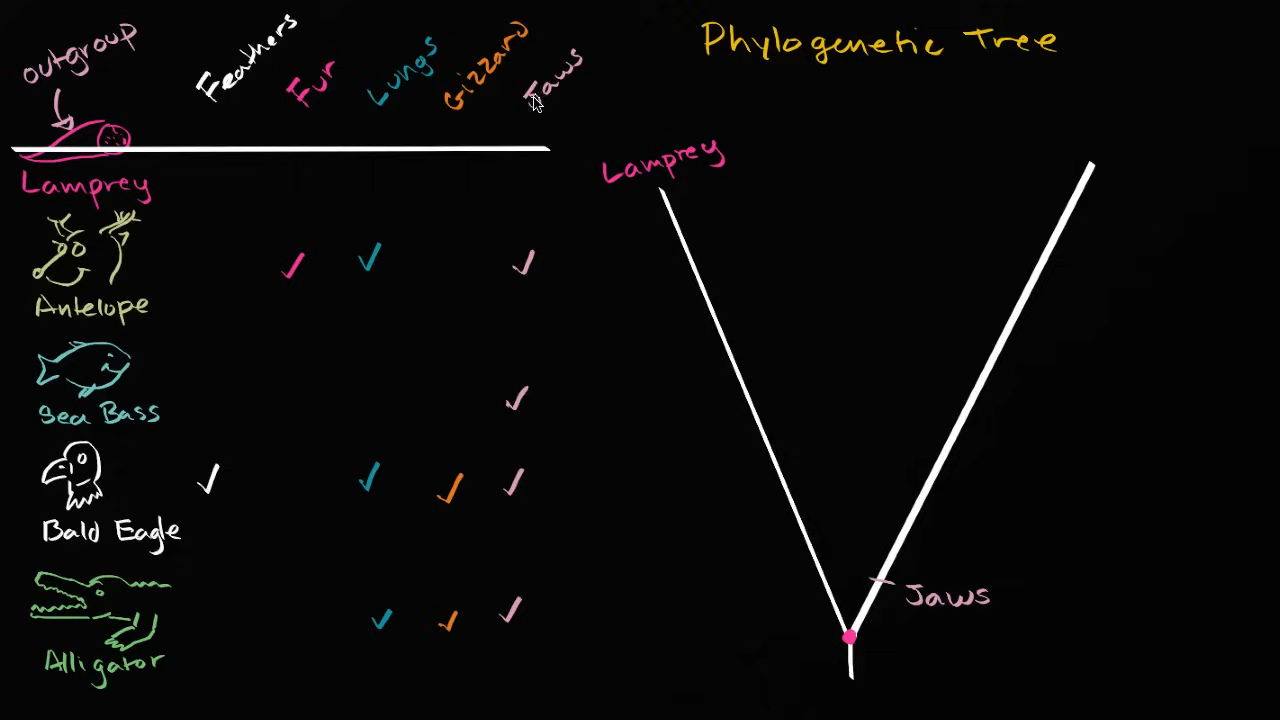 Outgroup
Feathers
Fur
Lungs
Gizzard
Jaws
Phylogenetic Tree
Lamprey
Lamprey
Antelope
Sea Bass
Bald Eagle
Jaws
Alligator